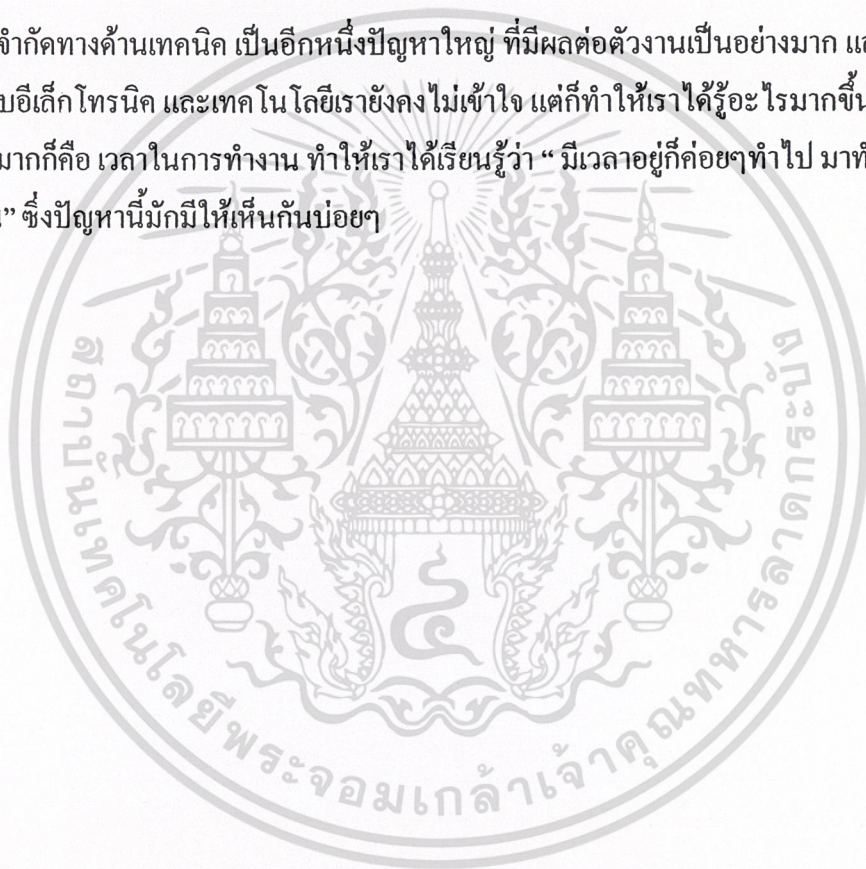 จำกัดทางด้านเทคนิค เป็นอีกหนึ่งปัญหาใหญ่ ที่มีผลต่อตัวงานเป็นอย่างมาก
บอีเล็กโทรนิค และเทคโนโลยีเรายังคงไม่เข้าใจ แต่ก็ทำให้เราได้รู้อะไรมากขึ้น
มากก็คือ เวลาในการทำงาน ทำให้เราได้เรียนรู้ว่า “ มีเวลาอยู่ก็ค่อยๆทำไป มาทำ
” ซึ่งปัญหานี้มักมีให้เห็นกันบ่อยๆ
สถาบันเทคโนโลยีพระจอมเกล้าเจ้าคุณทหารลาดกระบัง
๔